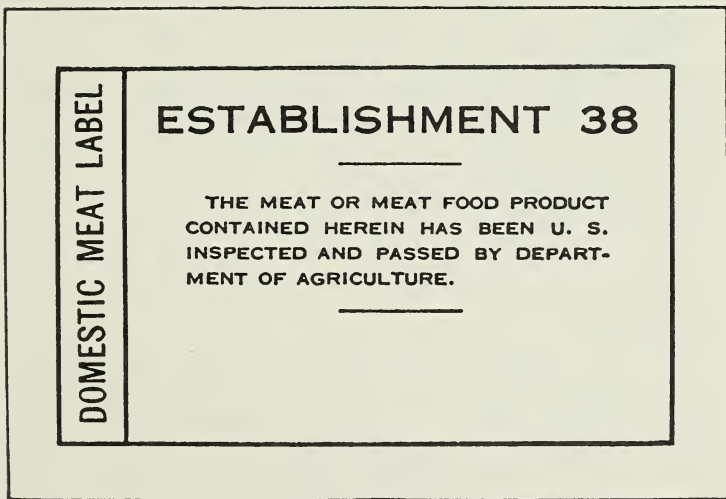 DOMESTIC MEAT LABEL
ESTABLISHMENT 38
THE MEAT OR MEAT FOOD PRODUCT
CONTAINED HEREIN HAS BEEN U. S.
INSPECTED AND PASSED BY DEPART-
MENT OF AGRICULTURE.